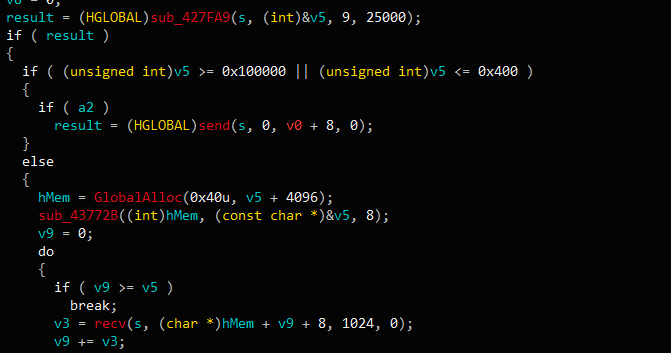 v8 = 0;
result = (HGLOBAL)sub_427FA9(s, (int)&v5, 9, 25000);
if ( result )
{
if ( (unsigned int)v5 >= 0x100000 || (unsigned int)v5 <= 0x400 )
{
if ( a2 )
result = (HGLOBAL)send(s, 0, v0 + 8, 0);
}
else
{
hMem = GlobalAlloc(0x40u, v5 + 4096);
sub_43772B((int)hMem, (const char *)&v5, 8);
v9 = 0;
do
{
if ( v9 >= v5 )
break;
v3 = recv(s, (char *)hMem + v9 + 8, 1024, 0);
v9 += v3;